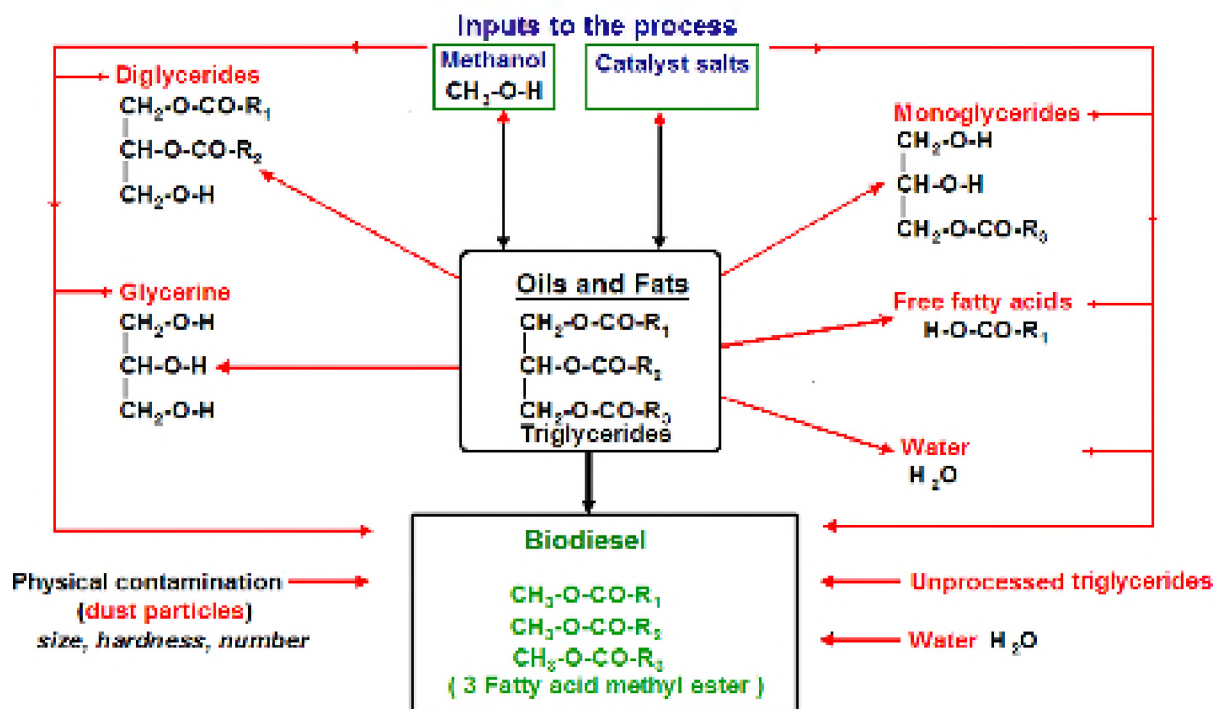 Inputs to the process
Methanol
CH₃-O-H
Catalyst salts
Diglycerides
CH₂-O-CO-R₁
CH-O-CO-R₂
CH₂-O-H
Monoglycerides
CH₂-O-H
CH-O-H
CH₂-O-CO-R₃
Glycerine
CH₂-O-H
CH-O-H
CH₂-O-H
Oils and Fats
CH₂-O-CO-R₁
CH-O-CO-R₂
CH₂-O-CO-R₃
Triglycerides
Free fatty acids
H-O-CO-R₁
Water
H₂O
Biodiesel
CH₃-O-CO-R₁
CH₃-O-CO-R₂
CH₃-O-CO-R₃
( 3 Fatty acid methyl ester )
Physical contamination
(dust particles)
size, hardness, number
Unprocessed triglycerides
Water H₂O